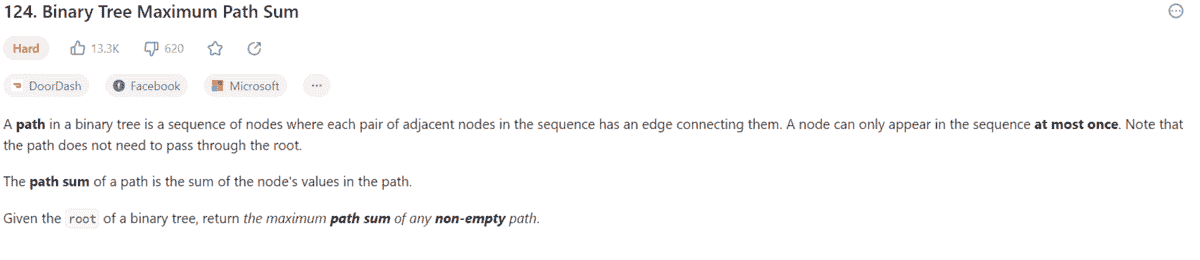 124. Binary Tree Maximum Path Sum
Hard 13.3K 620
DoorDash Facebook Microsoft ...
A path in a binary tree is a sequence of nodes where each pair of adjacent nodes in the sequence has an edge connecting them. A node can only appear in the sequence at most once. Note that
the path does not need to pass through the root.
The path sum of a path is the sum of the node's values in the path.
Given the root of a binary tree, return the maximum path sum of any non-empty path.